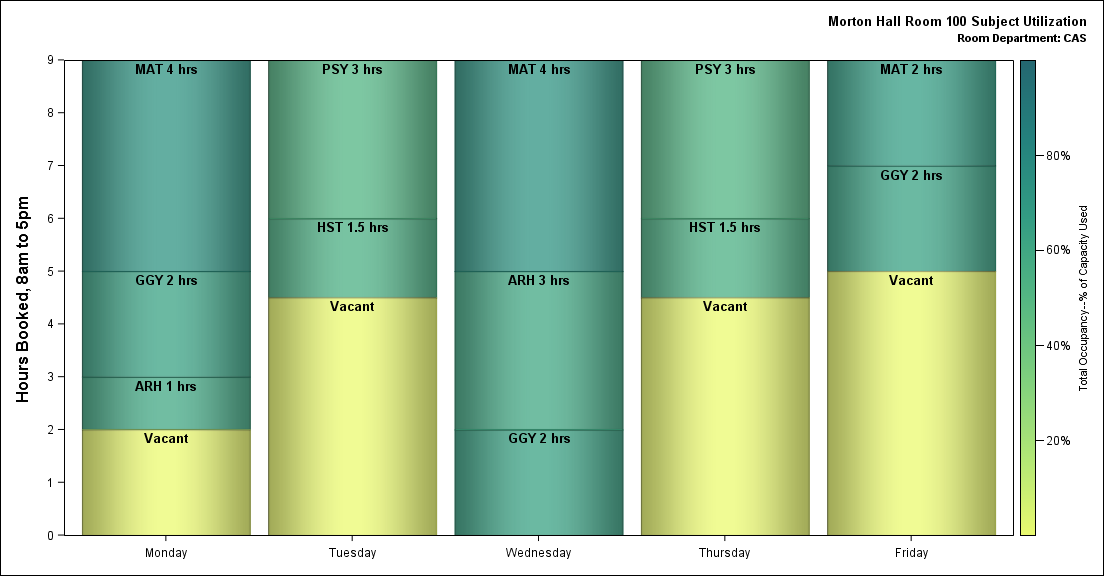 Morton Hall Room 100 Subject Utilization
Room Department: CAS
Hours Booked, 8am to 5pm
9
8
7
6
5
4
3
2
1
0
MAT 4 hrs
GGY 2 hrs
ARH 1 hrs
Vacant
PSY 3 hrs
HST 1.5 hrs
Vacant
MAT 4 hrs
ARH 3 hrs
GGY 2 hrs
PSY 3 hrs
HST 1.5 hrs
Vacant
MAT 2 hrs
GGY 2 hrs
Vacant
Monday
Tuesday
Wednesday
Thursday
Friday
80%
60%
40%
20%
Total Occupancy--% of Capacity Used